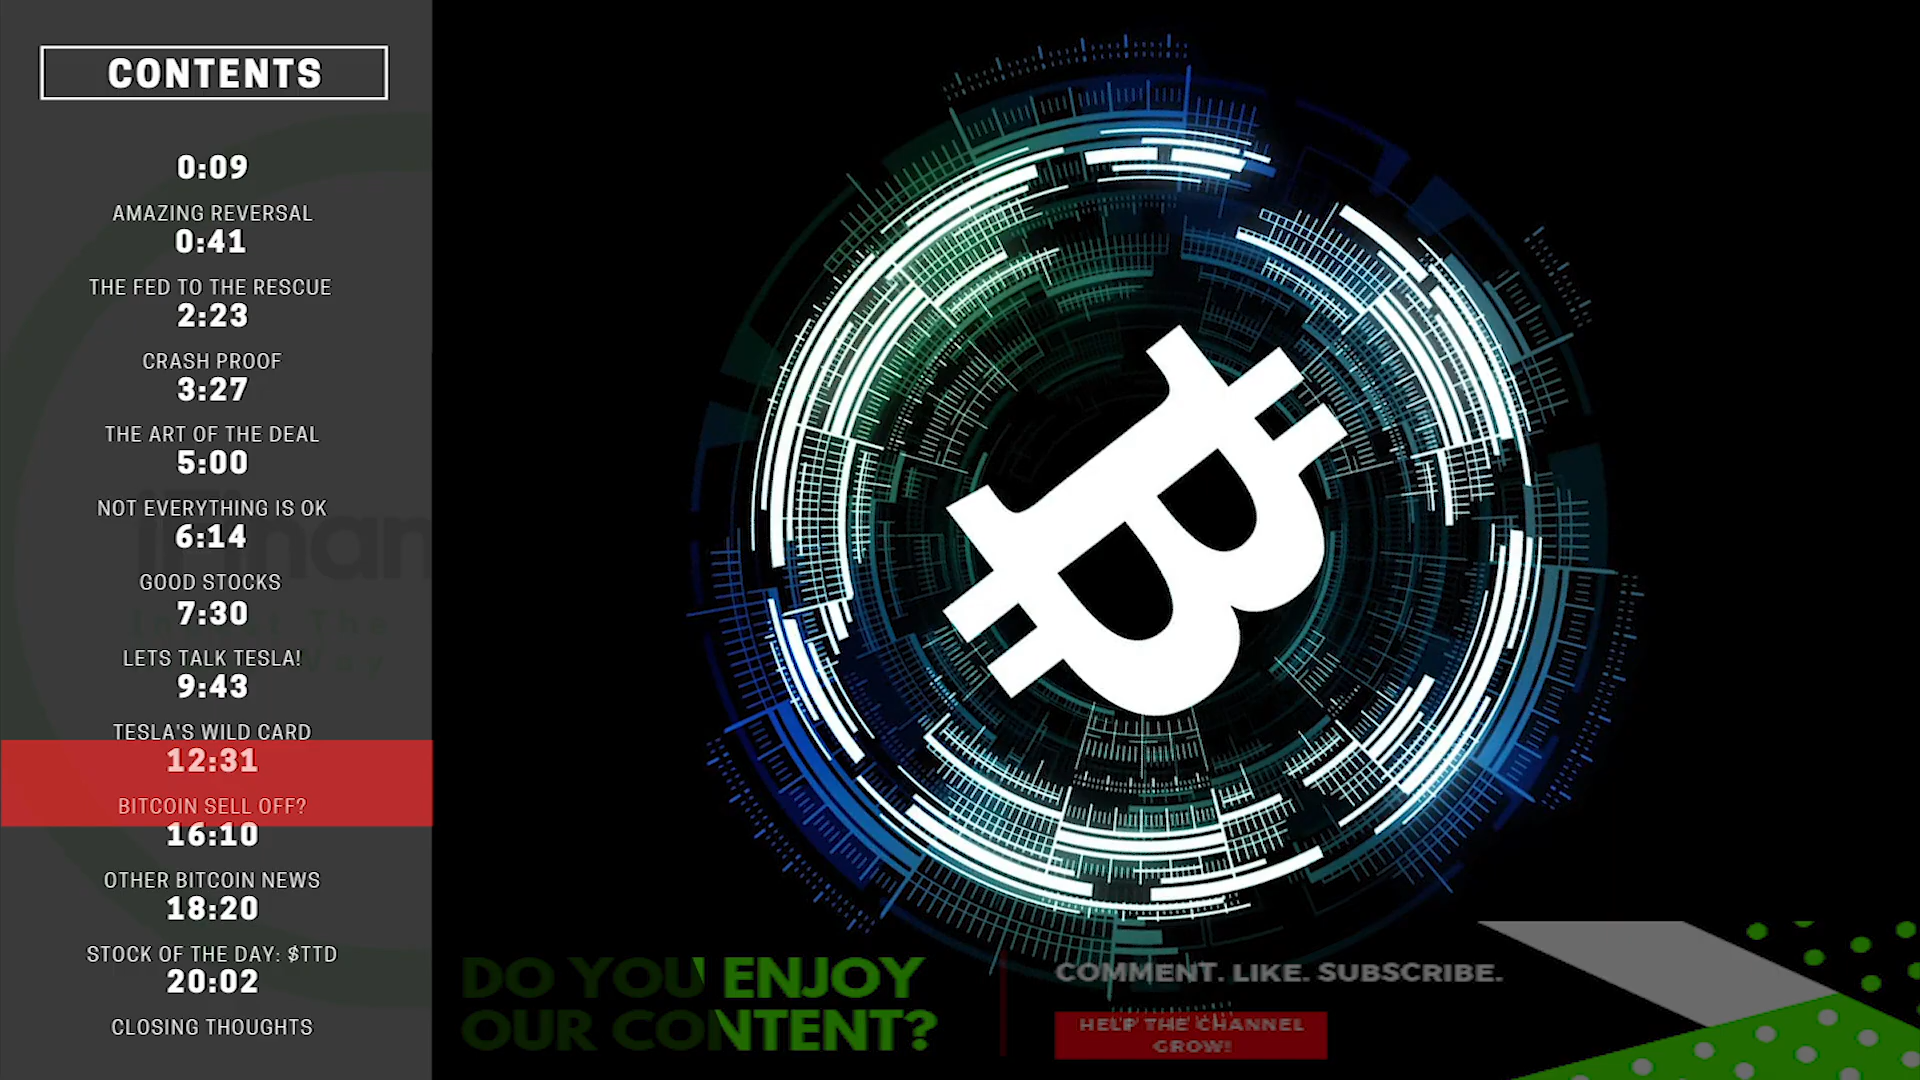 CONTENTS
0:09
AMAZING REVERSAL
0:41
THE FED TO THE RESCUE
2:23
CRASH PROOF
3:27
THE ART OF THE DEAL
5:00
NOT EVERYTHING IS OK
6:14
GOOD STOCKS
7:30
LETS TALK TESLA!
9:43
TESLA'S WILD CARD
12:31
BITCOIN SELL OFF?
16:10
OTHER BITCOIN NEWS
18:20
STOCK OF THE DAY: $TTD
20:02
CLOSING THOUGHTS
DO YOU ENJOY
OUR CONTENT?
COMMENT. LIKE. SUBSCRIBE.
HELP THE CHANNEL
GROW!